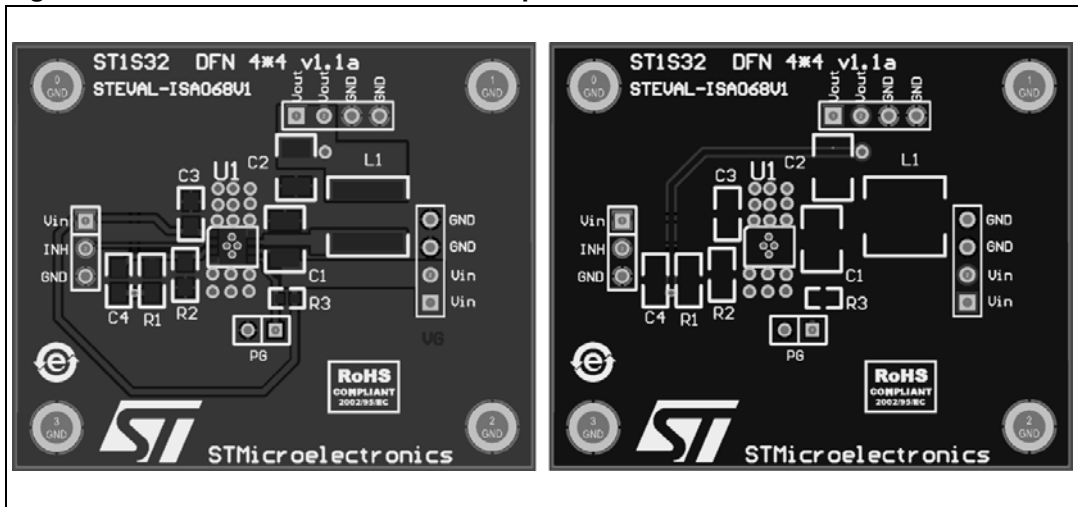 ST1S32 DFN 4*4 v1.1a
STEVAL-ISA068V1
0
GND
1
GND
Vout
Vout
GND
GND
C2
L1
U1
C3
Vin
INH
GND
GND
GND
Vin
Vin
C1
C4
R1
R2
R3
PG
VG
e
RoHS
COMPLIANT
2002/95/EC
3
GND
2
GND
ST
STMicroelectronics
ST1S32 DFN 4*4 v1.1a
STEVAL-ISA068V1
0
GND
1
GND
Vout
Vout
GND
GND
C2
L1
U1
C3
Vin
INH
GND
GND
GND
Vin
Vin
C1
C4
R1
R2
R3
PG
e
RoHS
COMPLIANT
2002/95/EC
3
GND
2
GND
ST
STMicroelectronics